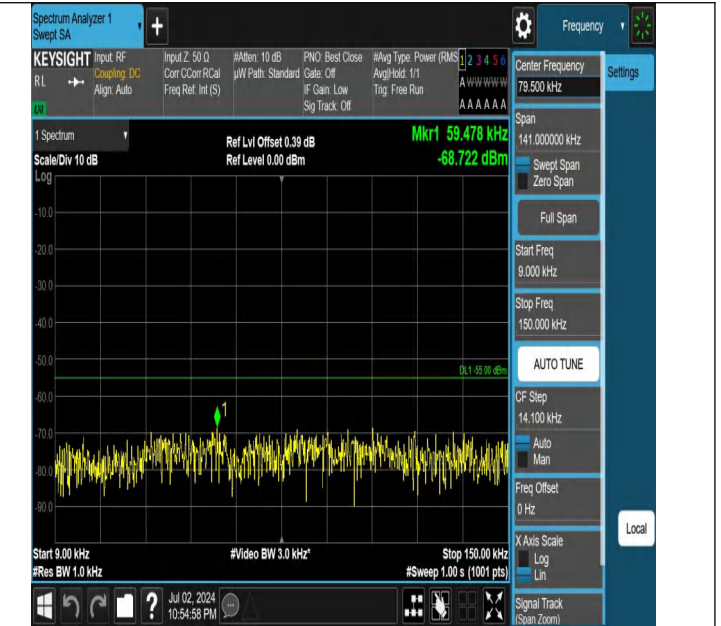 Spectrum Analyzer 1
Swept SA
+
Frequency
KEYSIGHT
RL
Input: RF
Coupling: DC
Align: Auto
Input Z: 50 Ω
Corr CCorr RCal
Freq Ref: Int (S)
#Atten: 10 dB
µW Path: Standard
PNO: Best Close
Gate: Off
IF Gain: Low
Sig Track: Off
#Avg Type: Power (RMS
Avg|Hold: 1/1
Trig: Free Run
1 2 3 4 5 6
A W W W W W
A A A A A A
LXI
1 Spectrum
Scale/Div 10 dB
Log
Ref Lvl Offset 0.39 dB
Ref Level 0.00 dBm
Mkr1 59.478 kHz
-68.722 dBm
-10.0
-20.0
-30.0
-40.0
-50.0
DL1 -55.00 dBm
-60.0
1
-70.0
-80.0
-90.0
Start 9.00 kHz
#Res BW 1.0 kHz
#Video BW 3.0 kHz*
Stop 150.00 kHz
#Sweep 1.00 s (1001 pts)
?
Jul 02, 2024
10:54:58 PM
Center Frequency
79.500 kHz
Settings
Span
141.000000 kHz
Swept Span
Zero Span
Full Span
Start Freq
9.000 kHz
Stop Freq
150.000 kHz
AUTO TUNE
CF Step
14.100 kHz
Auto
Man
Freq Offset
0 Hz
X Axis Scale
Log
Lin
Local
Signal Track
(Span Zoom)